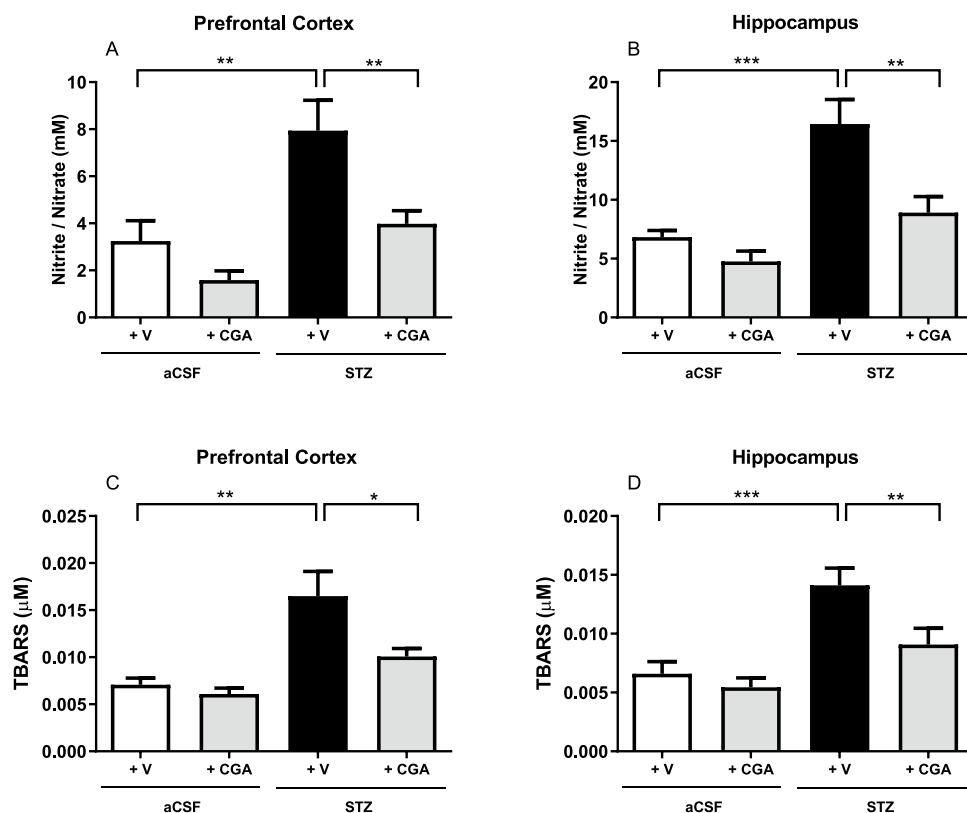 Prefrontal Cortex
A
** **
10
8
6
4
2
0
Nitrite / Nitrate (mM)
+ V + CGA + V + CGA
aCSF STZ
Hippocampus
B
*** **
20
15
10
5
0
Nitrite / Nitrate (mM)
+ V + CGA + V + CGA
aCSF STZ
Prefrontal Cortex
C
** *
0.025
0.020
0.015
0.010
0.005
0.000
TBARS (μM)
+ V + CGA + V + CGA
aCSF STZ
Hippocampus
D
*** **
0.020
0.015
0.010
0.005
0.000
TBARS (μM)
+ V + CGA + V + CGA
aCSF STZ